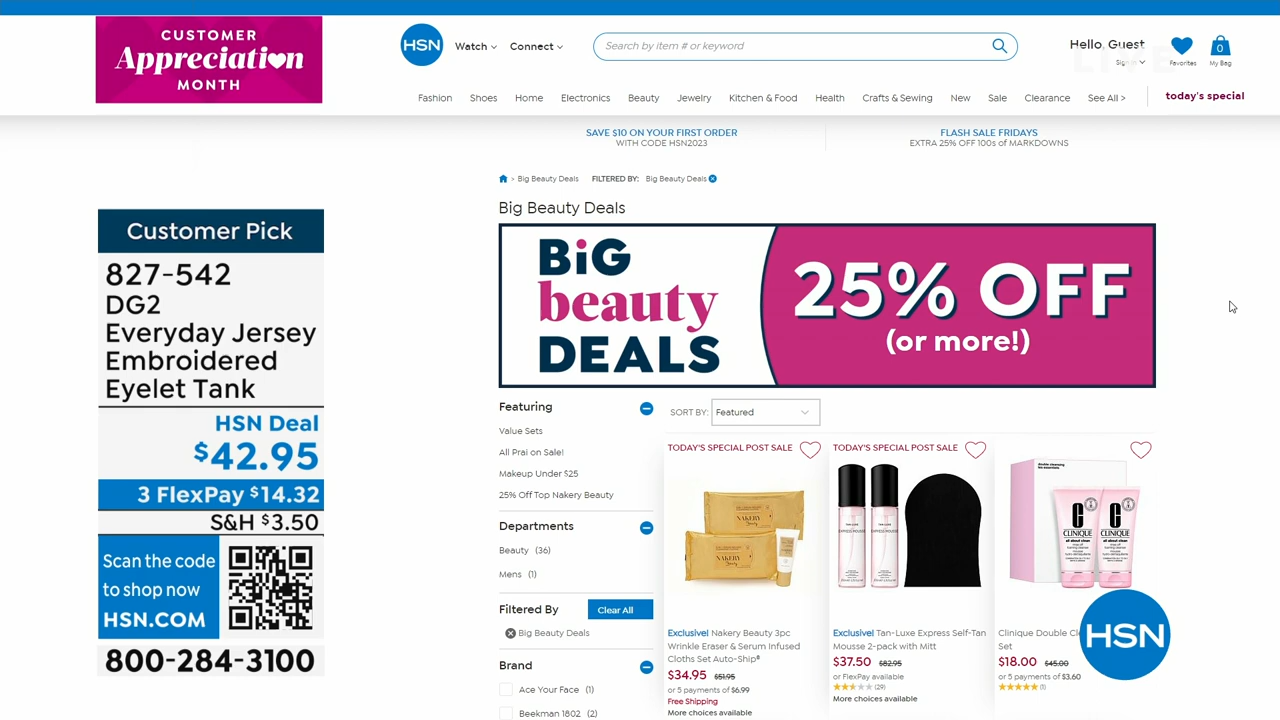 CUSTOMER
Appreciation
MONTH
HSN
Watch
Connect
Search by item # or keyword
Hello, Guest
Sign In
LIVE
Favorites
0
My Bag
Fashion
Shoes
Home
Electronics
Beauty
Jewelry
Kitchen & Food
Health
Crafts & Sewing
New
Sale
Clearance
See All >
today's special
SAVE $10 ON YOUR FIRST ORDER
WITH CODE HSN2023
FLASH SALE FRIDAYS
EXTRA 25% OFF 100s of MARKDOWNS
> Big Beauty Deals FILTERED BY: Big Beauty Deals
Big Beauty Deals
BiG
beauty
DEALS
25% OFF
(or more!)
Customer Pick
827-542
DG2
Everyday Jersey
Embroidered
Eyelet Tank
HSN Deal
$42.95
3 FlexPay $14.32
S&H $3.50
Scan the code
to shop now
HSN.COM
800-284-3100
Featuring
Value Sets
All Prai on Sale!
Makeup Under $25
25% Off Top Nakery Beauty
Departments
Beauty (36)
Mens (1)
Filtered By
Clear All
Big Beauty Deals
Brand
Ace Your Face (1)
Beekman 1802 (2)
SORT BY: Featured
TODAY'S SPECIAL POST SALE
NAKERY
NAKERY
Exclusive! Nakery Beauty 3pc
Wrinkle Eraser & Serum Infused
Cloths Set Auto-Ship®
$34.95 $51.95
or 5 payments of $6.99
Free Shipping
More choices available
TODAY'S SPECIAL POST SALE
Exclusive! Tan-Luxe Express Self-Tan
Mousse 2-pack with Mitt
$37.50 $82.95
or FlexPay available
(29)
More choices available
CLINIQUE
CLINIQUE
Clinique Double
Set
$18.00 $45.00
or 5 payments of $3.60
(1)
HSN